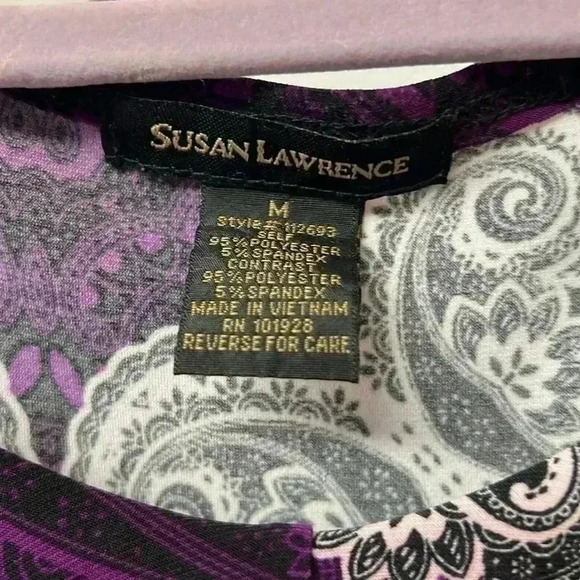 SUSAN LAWRENCE
M
Style# 112693
SELF
95% POLYESTER
5% SPANDEX
CONTRAST
95% POLYESTER
5% SPANDEX
MADE IN VIETNAM
RN 101928
REVERSE FOR CARE